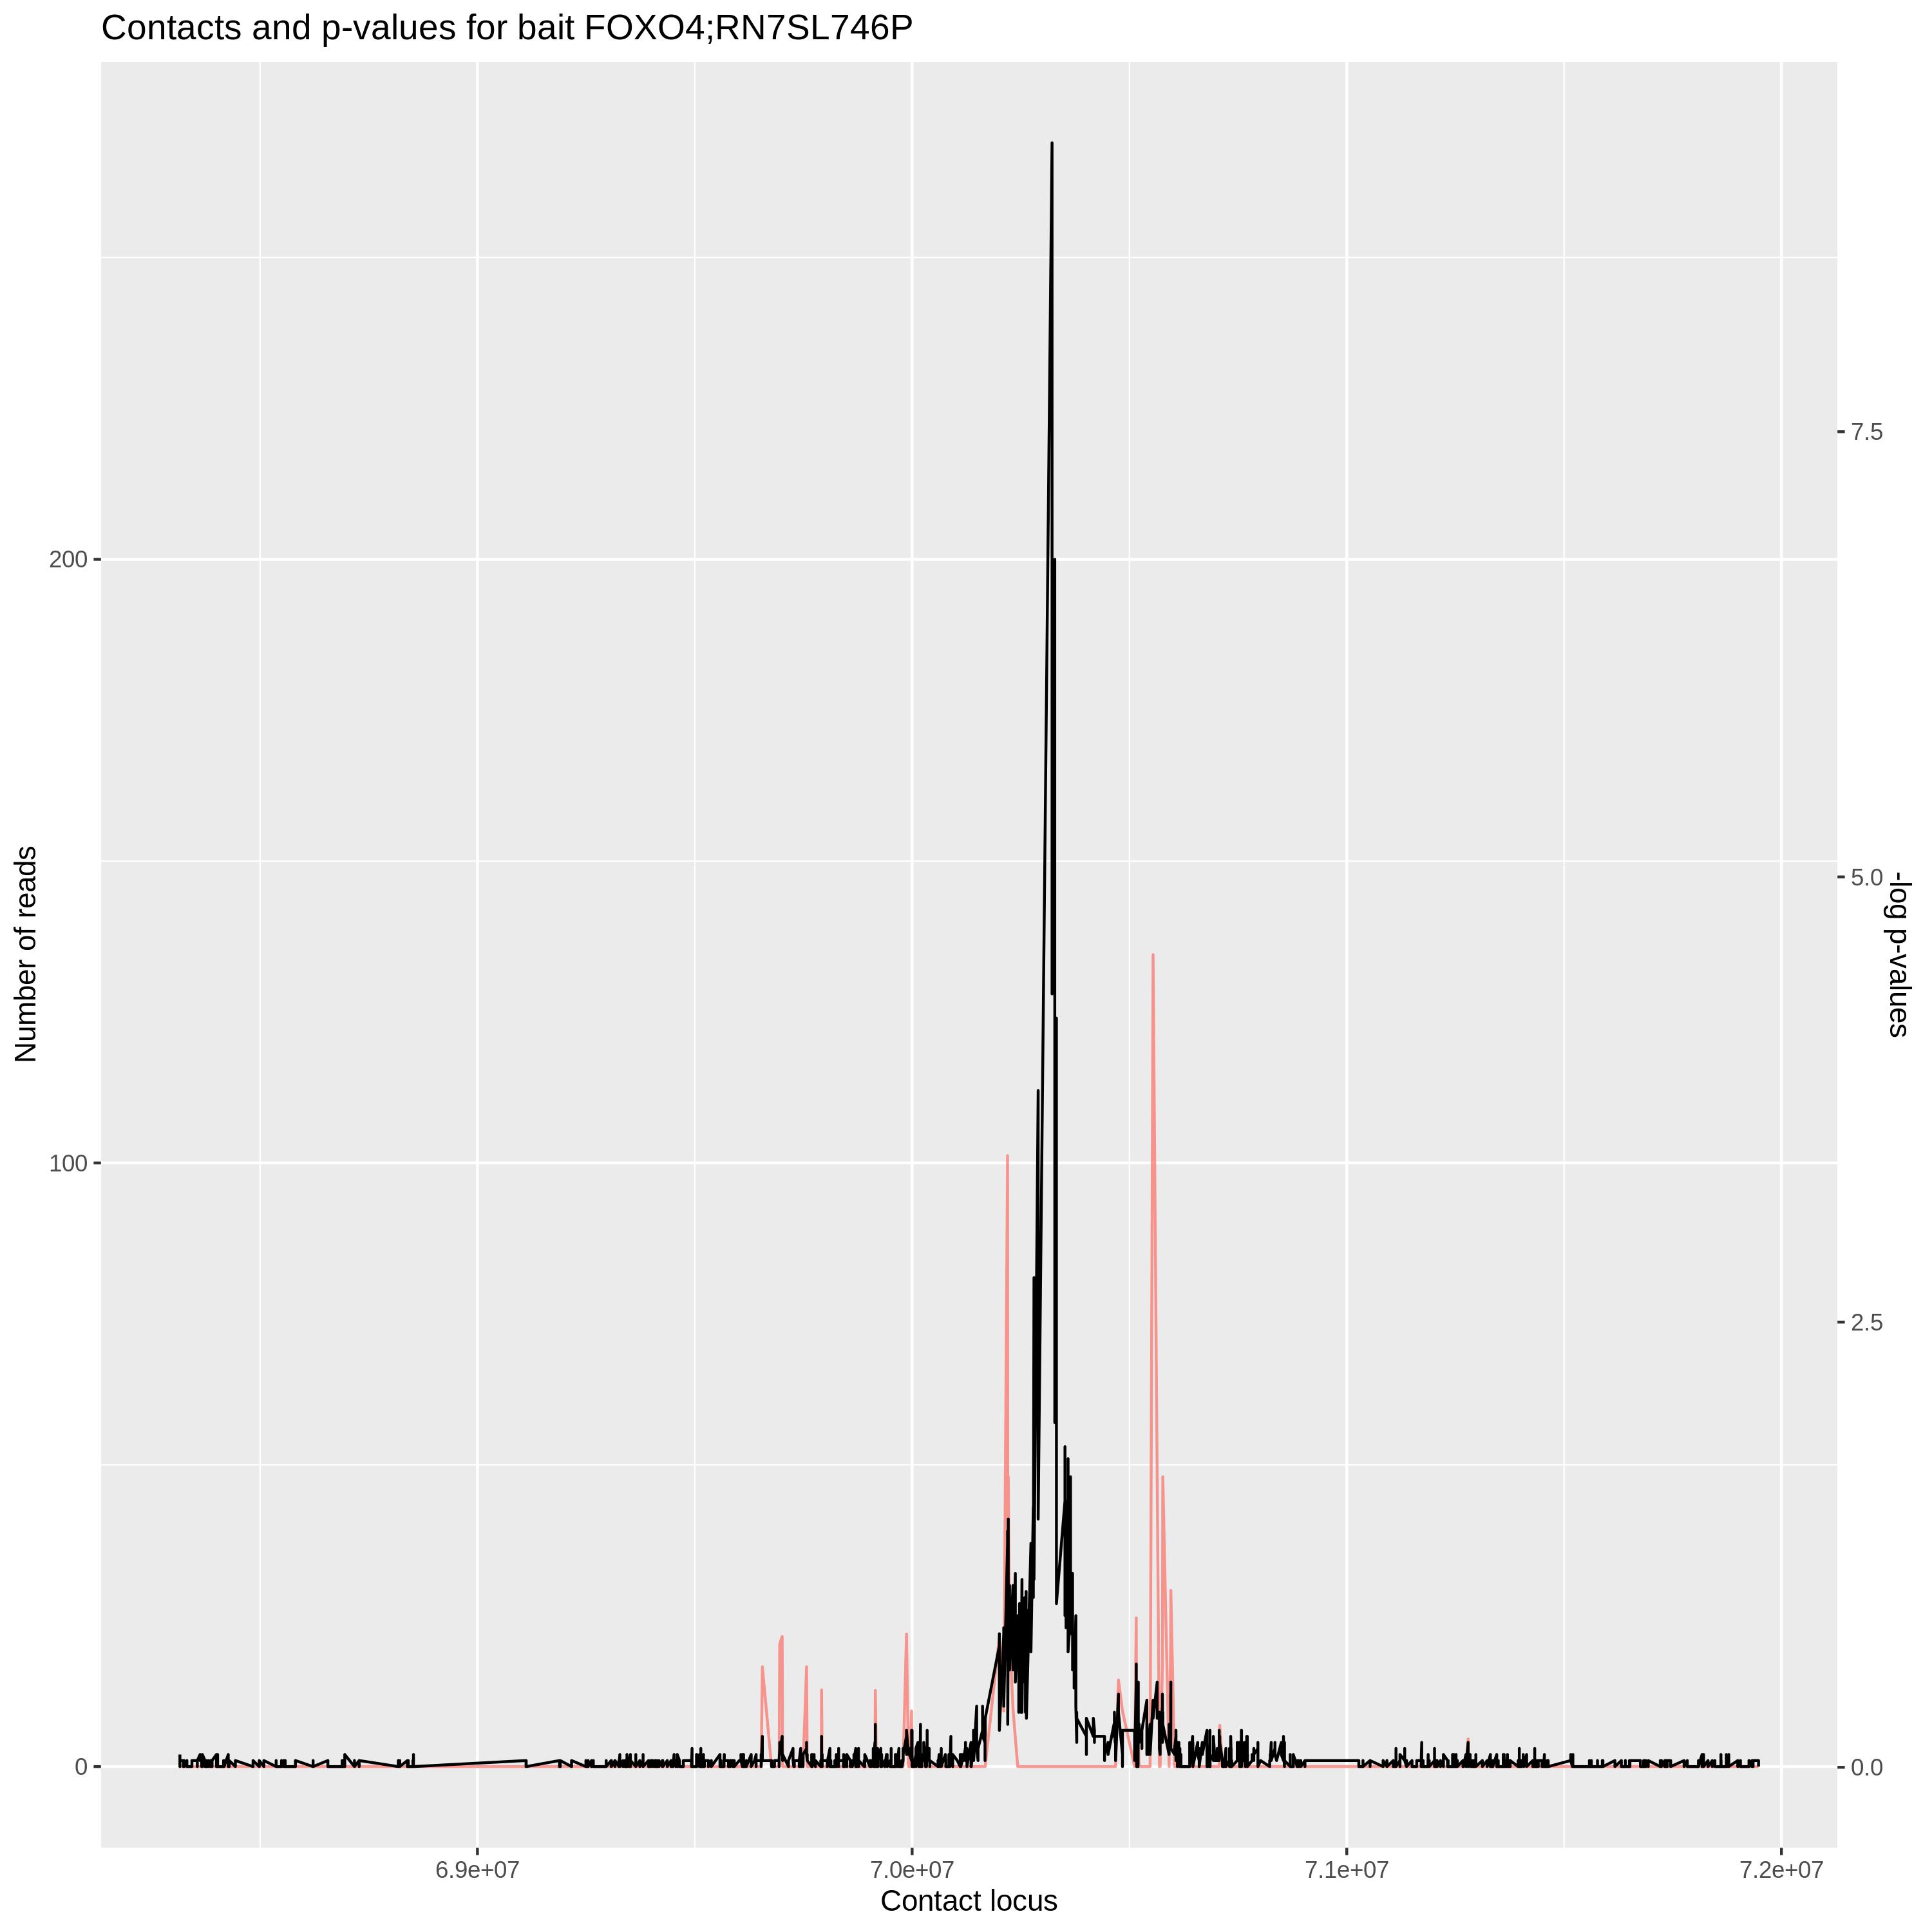 Contacts and p-values for bait FOXO4;RN7SL746P
200
100
0
Number of reads
7.5
5.0
2.5
0.0
-log p-values
6.9e+07
7.0e+07
7.1e+07
7.2e+07
Contact locus